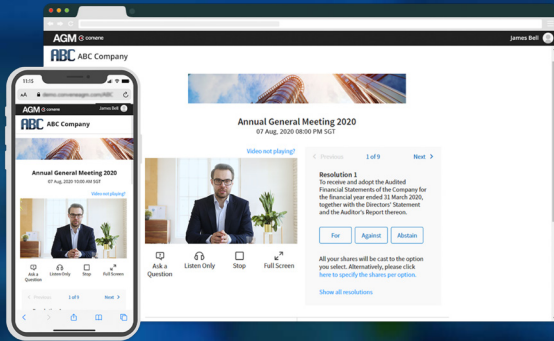 AGM convene
James Bell
ABC ABC Company
Annual General Meeting 2020
07 Aug, 2020 08:00 PM SGT
Video not playing?
Ask a
Question
Listen Only
Stop
Full Screen
Previous
1 of 9
Next
Resolution 1
To receive and adopt the Audited
Financial Statements of the Company for
the financial year ended 31 March 2020,
together with the Directors' Statement
and the Auditor's Report thereon.
For
Against
Abstain
All your shares will be cast to the option
you select. Alternatively, please click
here to specify the shares per option.
Show all resolutions
11:15
AA
AGM convene
James Bell
ABC ABC Company
Annual General Meeting 2020
07 Aug, 2020 10:00 AM SGT
Video not playing?
Ask a
Question
Listen Only
Stop
Full Screen
Previous
1 of 9
Next